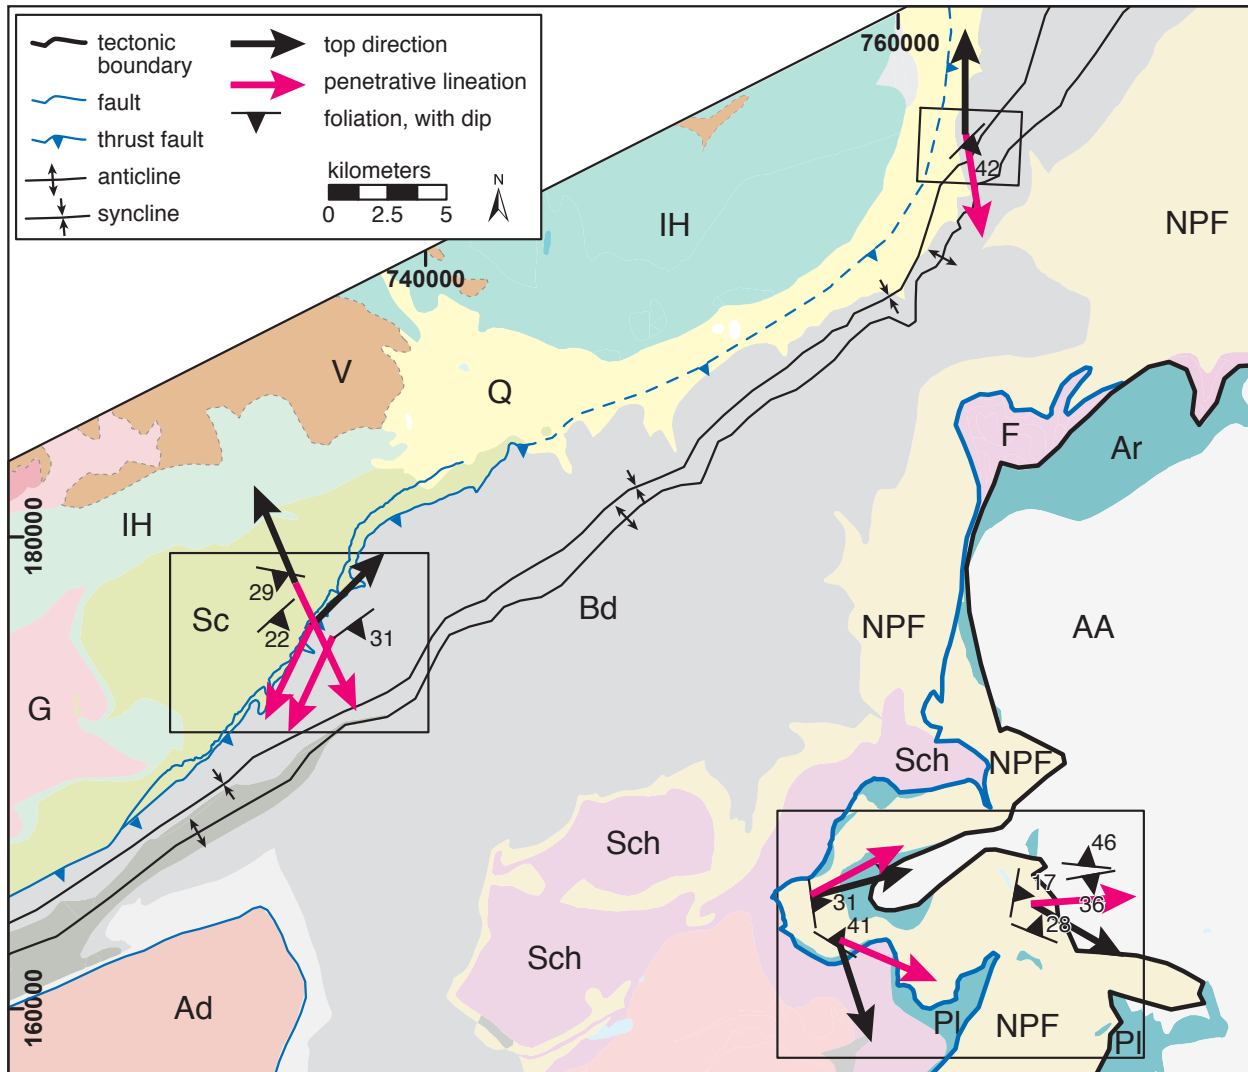 tectonic
boundary
fault
thrust fault
anticline
syncline
top direction
penetrative lineation
foliation, with dip
kilometers
0 2.5 5
N
760000
42
IH
NPF
740000
V
Q
F
Ar
180000
IH
29
Sc
22
31
Bd
NPF
AA
G
Sch
NPF
Sch
46
17
31
36
41
28
Sch
Ad
160000
Pl
NPF
Pl